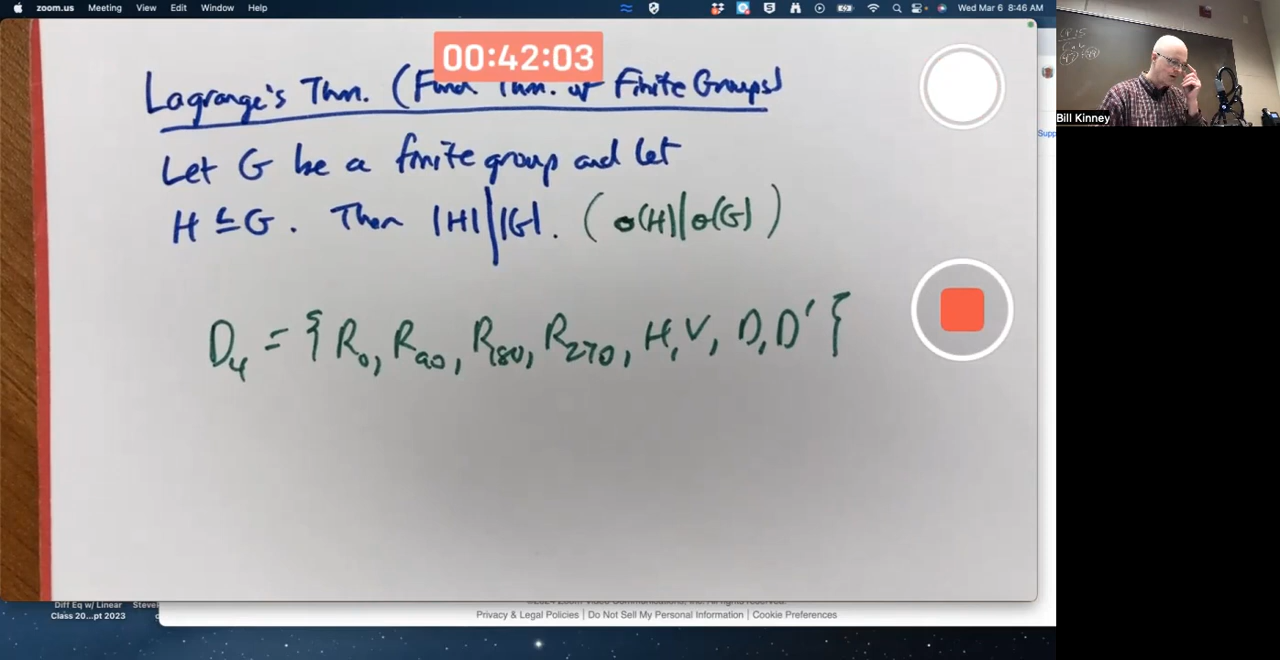 zoom.us Meeting View Edit Window Help Wed Mar 6 8:46 AM
00:42:03
Lagrange's Thm. (Fund Thm. of Finite Groups)
Let G be a finite group and let
H ≤ G. Then |H| | |G|. ( o(H)|o(G) )
D₄ = { R₀, R₉₀, R₁₈₀, R₂₇₀, H, V, D, D' }
Bill Kinney
Supp
Diff Eq w/ Linear
Class 20...pt 2023
Privacy & Legal Policies | Do Not Sell My Personal Information | Cookie Preferences